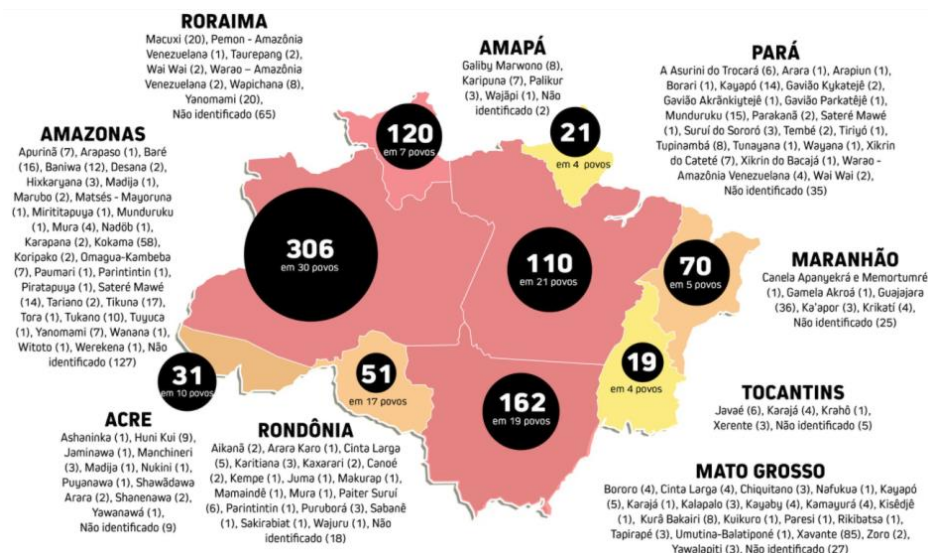 RORAIMA
Macuxi (20), Pemon - Amazônia
Venezuelana (1), Taurepang (2),
Wai Wai (2), Warao – Amazônia
Venezuelana (2), Wapichana (8),
Yanomami (20),
Não identificado (65)
120
em 7 povos
AMAPÁ
Galiby Marwono (8),
Karipuna (7), Palikur
(3), Wajãpi (1), Não
identificado (2)
21
em 4 povos
PARÁ
A Asurini do Trocará (6), Arara (1), Arapiun (1),
Borari (1), Kayapó (14), Gavião Kykatejê (2),
Gavião Akrãnkiytejê (1), Gavião Parkatêjê (1),
Munduruku (15), Parakanã (2), Sateré Mawé
(1), Suruí do Sororó (3), Tembé (2), Tiriyó (1),
Tupinambá (8), Tunayana (1), Wayana (1), Xikrin
do Cateté (7), Xikrin do Bacajá (1), Warao -
Amazônia Venezuelana (4), Wai Wai (2),
Não identificado (35)
110
em 21 povos
AMAZONAS
Apurinã (7), Arapaso (1), Baré
(16), Baniwa (12), Desana (2),
Hixkaryana (3), Madija (1),
Marubo (2), Matsés - Mayoruna
(1), Mirititapuya (1), Munduruku
(1), Mura (4), Nadöb (1),
Karapana (2), Kokama (58),
Koripako (2), Omagua-Kambeba
(7), Paumari (1), Parintintin (1),
Piratapuya (1), Sateré Mawé
(14), Tariano (2), Tikuna (17),
Tora (1), Tukano (10), Tuyuca
(1), Yanomami (7), Wanana (1),
Witoto (1), Werekena (1), Não
identificado (127)
306
em 30 povos
MARANHÃO
Canela Apanyekrá e Memortumré
(1), Gamela Akroá (1), Guajajara
(36), Ka'apor (3), Krikatí (4),
Não identificado (25)
70
em 5 povos
ACRE
Ashaninka (1), Huni Kui (9),
Jaminawa (1), Manchineri
(3), Madija (1), Nukini (1),
Puyanawa (1), Shawãdawa
Arara (2), Shanenawa (2),
Yawanawá (1),
Não identificado (9)
31
em 10 povos
RONDÔNIA
Aikanã (2), Arara Karo (1), Cinta Larga
(5), Karitiana (3), Kaxarari (2), Canoé
(2), Kempe (1), Juma (1), Makurap (1),
Mamaindê (1), Mura (1), Paiter Suruí
(6), Parintintin (1), Puruborá (3), Sabanê
(1), Sakirabiat (1), Wajuru (1), Não
identificado (18)
51
em 17 povos
TOCANTINS
Javaé (6), Karajá (4), Krahô (1),
Xerente (3), Não identificado (5)
19
em 4 povos
MATO GROSSO
Bororo (4), Cinta Larga (4), Chiquitano (3), Nafukua (1), Kayapó
(5), Karajá (1), Kalapalo (3), Kayaby (4), Kamayurá (4), Kisêdjê
(1), Kurâ Bakairi (8), Kuikuro (1), Paresi (1), Rikibatsa (1),
Tapirapé (3), Umutina-Balatiponé (1), Xavante (85), Zoro (2),
Yawalapiti (3), Não identificado (27)
162
em 19 povos